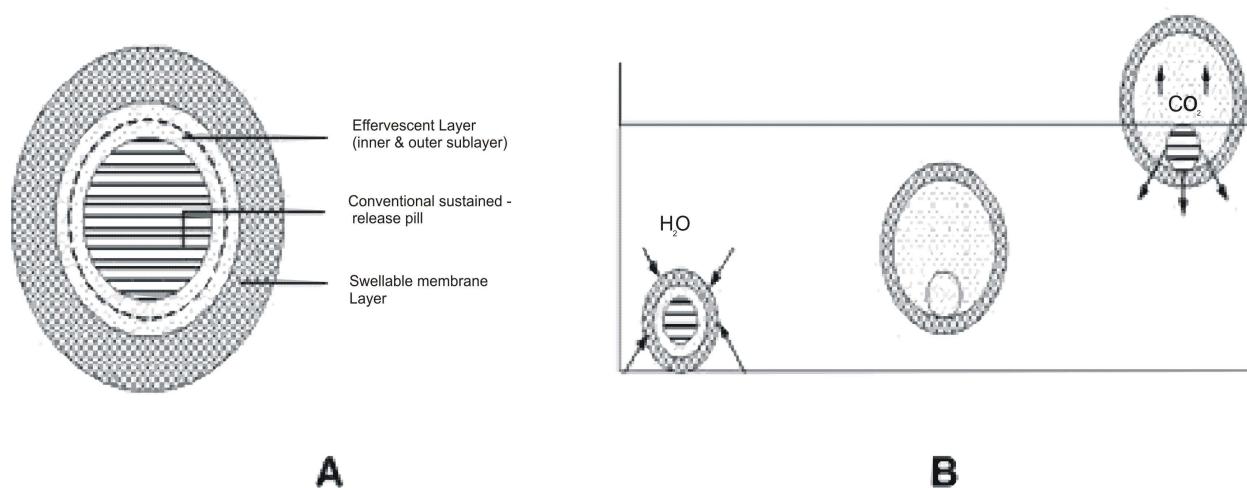 Effervescent Layer
(inner & outer sublayer)
Conventional sustained -
release pill
Swellable membrane
Layer
A
H₂O
CO₂
B